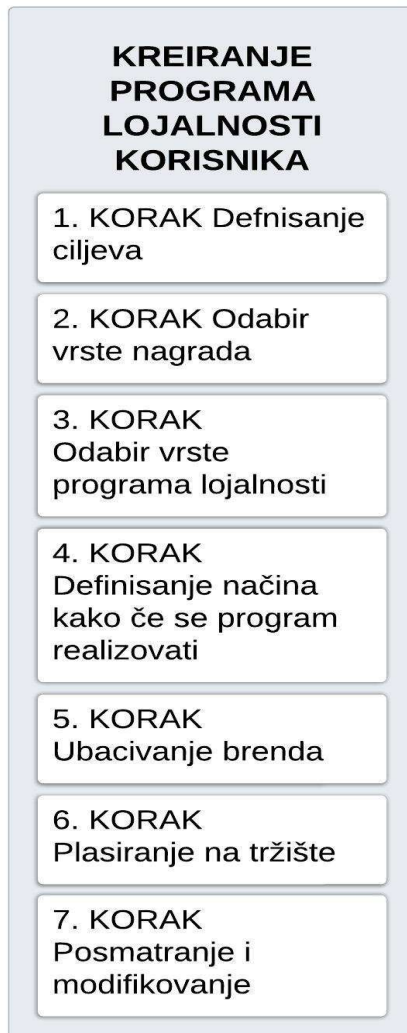 KREIRANJE
PROGRAMA
LOJALNOSTI
KORISNIKA
1. KORAK Defnisanje
ciljeva
2. KORAK Odabir
vrste nagrada
3. KORAK
Odabir vrste
programa lojalnosti
4. KORAK
Definisanje načina
kako če se program
realizovati
5. KORAK
Ubacivanje brenda
6. KORAK
Plasiranje na tržište
7. KORAK
Posmatranje i
modifikovanje